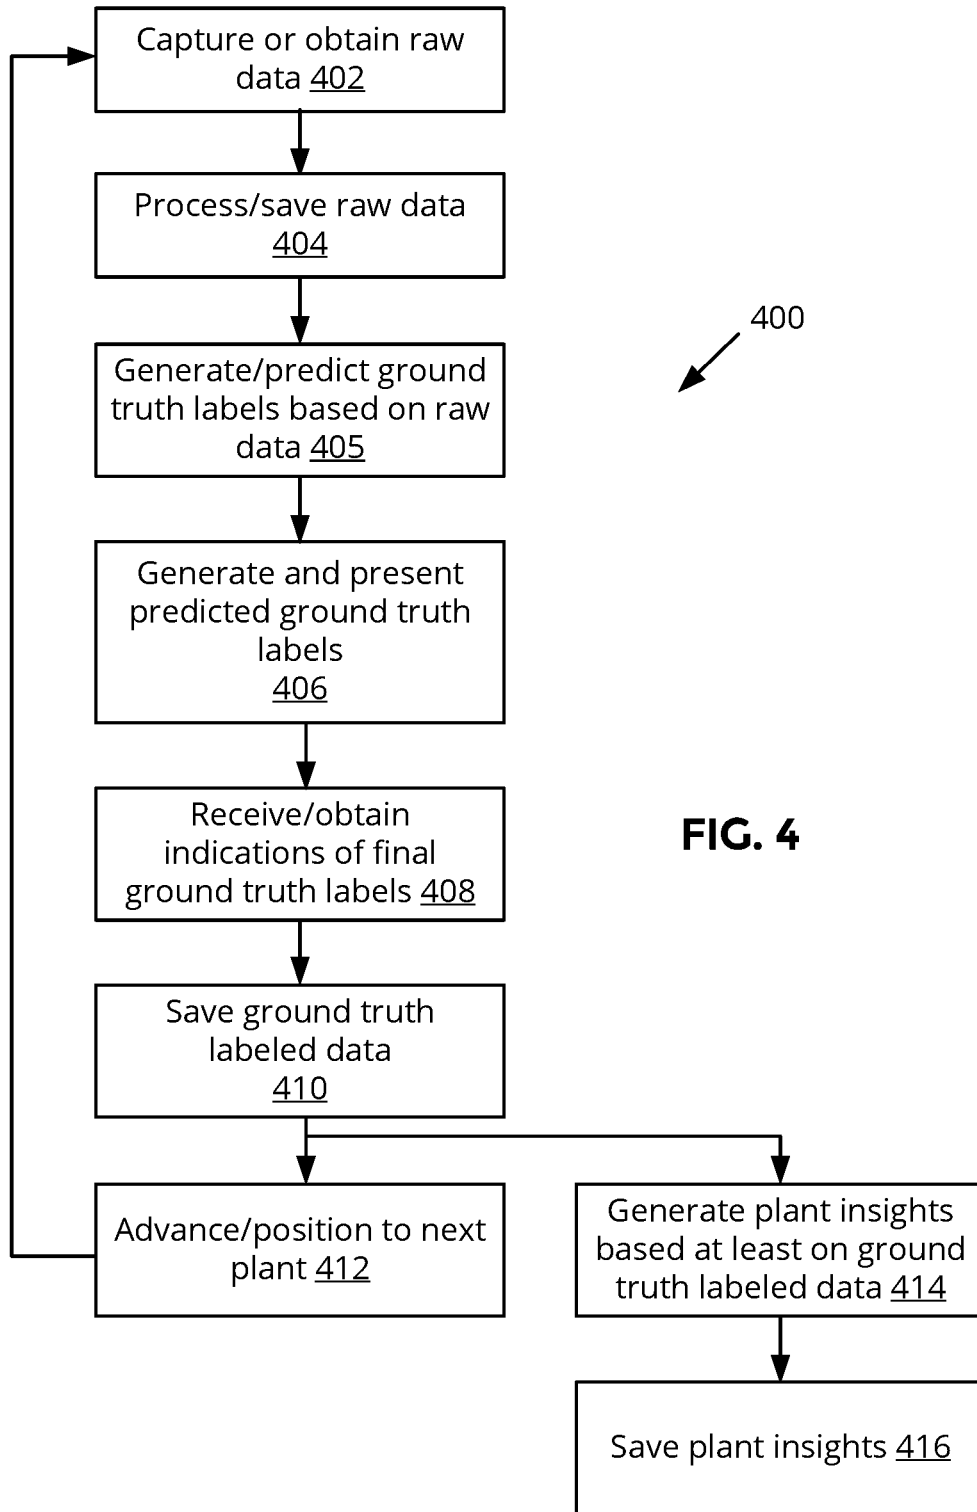 Capture or obtain raw
data 402
Process/save raw data
404
400
Generate/predict ground
truth labels based on raw
data 405
Generate and present
predicted ground truth
labels
406
Receive/obtain
indications of final
ground truth labels 408
FIG. 4
Save ground truth
labeled data
410
Advance/position to next
plant 412
Generate plant insights
based at least on ground
truth labeled data 414
Save plant insights 416